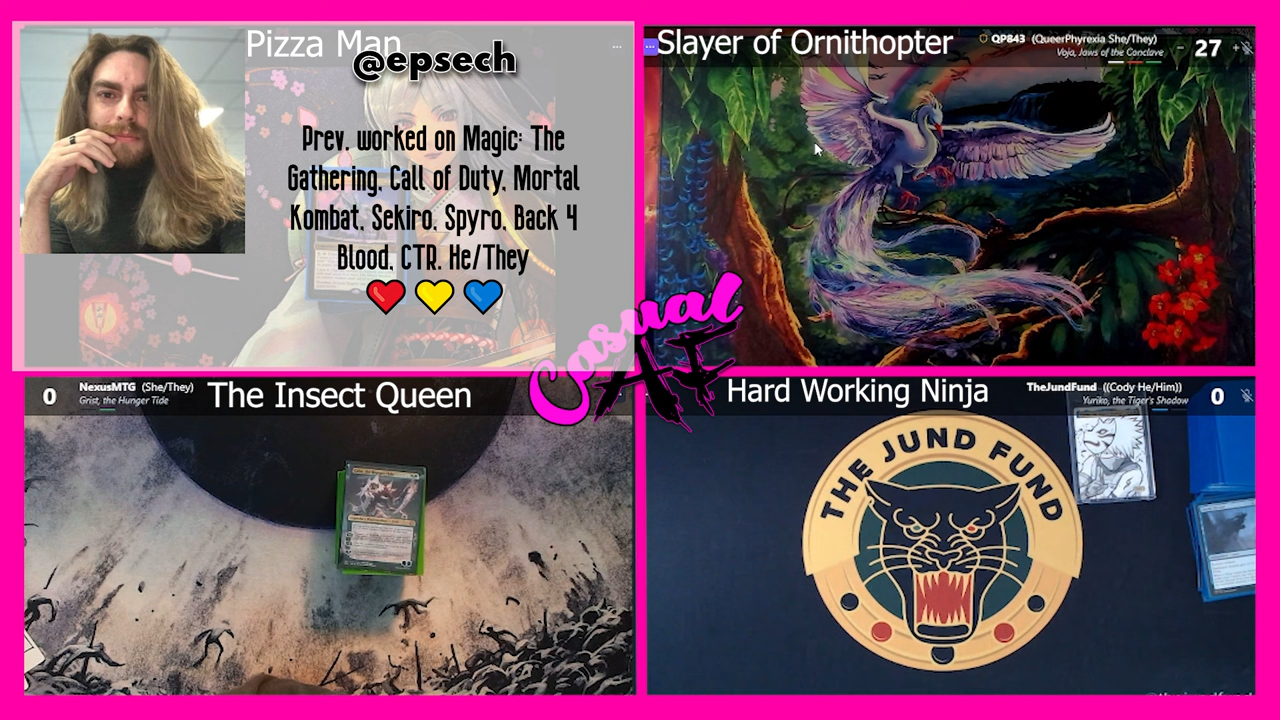 Pizza Man
@epsech
Prev. worked on Magic: The
Gathering, Call of Duty, Mortal
Kombat, Sekiro, Spyro, Back 4
Blood, CTR. He/They
Slayer of Ornithopter
QP843 (QueerPhyrexia She/They)
Voja, Jaws of the Conclave
27
Casual
AF
0
NexusMTG (She/They)
Grist, the Hunger Tide
The Insect Queen
Hard Working Ninja
TheJundFund ((Cody He/Him))
Yuriko, the Tiger's Shadow
0
THE JUND FUND